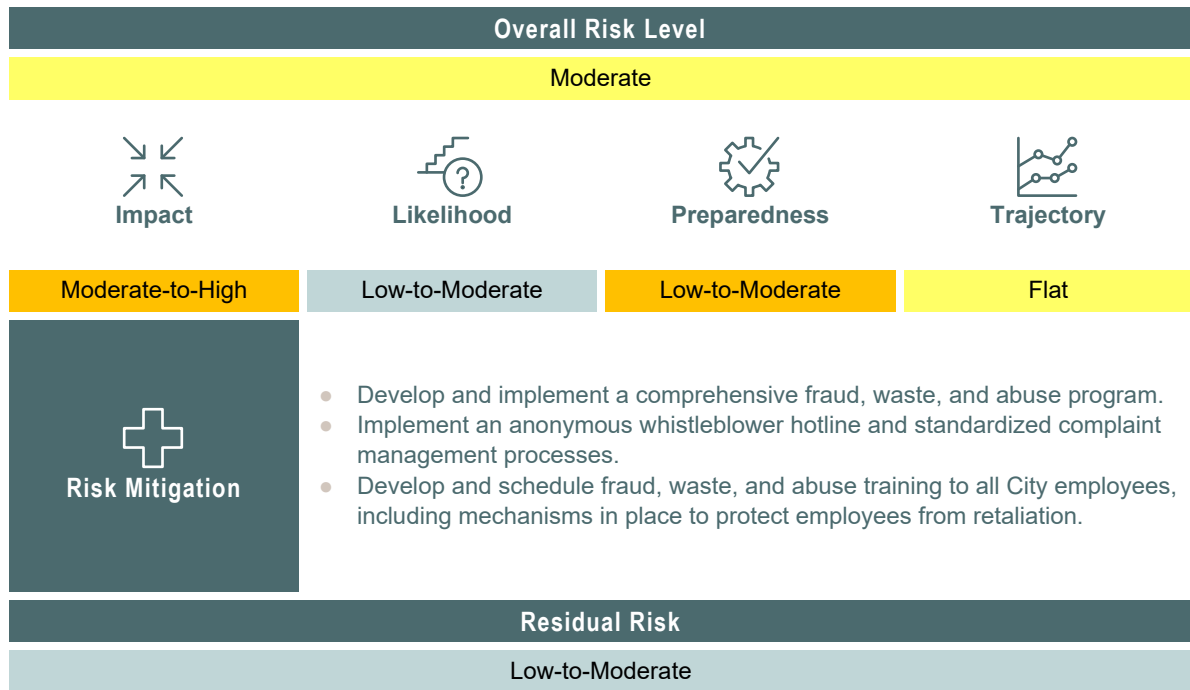 Overall Risk Level
Moderate
Impact
Likelihood
Preparedness
Trajectory
Moderate-to-High
Low-to-Moderate
Low-to-Moderate
Flat
Risk Mitigation
● Develop and implement a comprehensive fraud, waste, and abuse program.
● Implement an anonymous whistleblower hotline and standardized complaint
management processes.
● Develop and schedule fraud, waste, and abuse training to all City employees,
including mechanisms in place to protect employees from retaliation.
Residual Risk
Low-to-Moderate